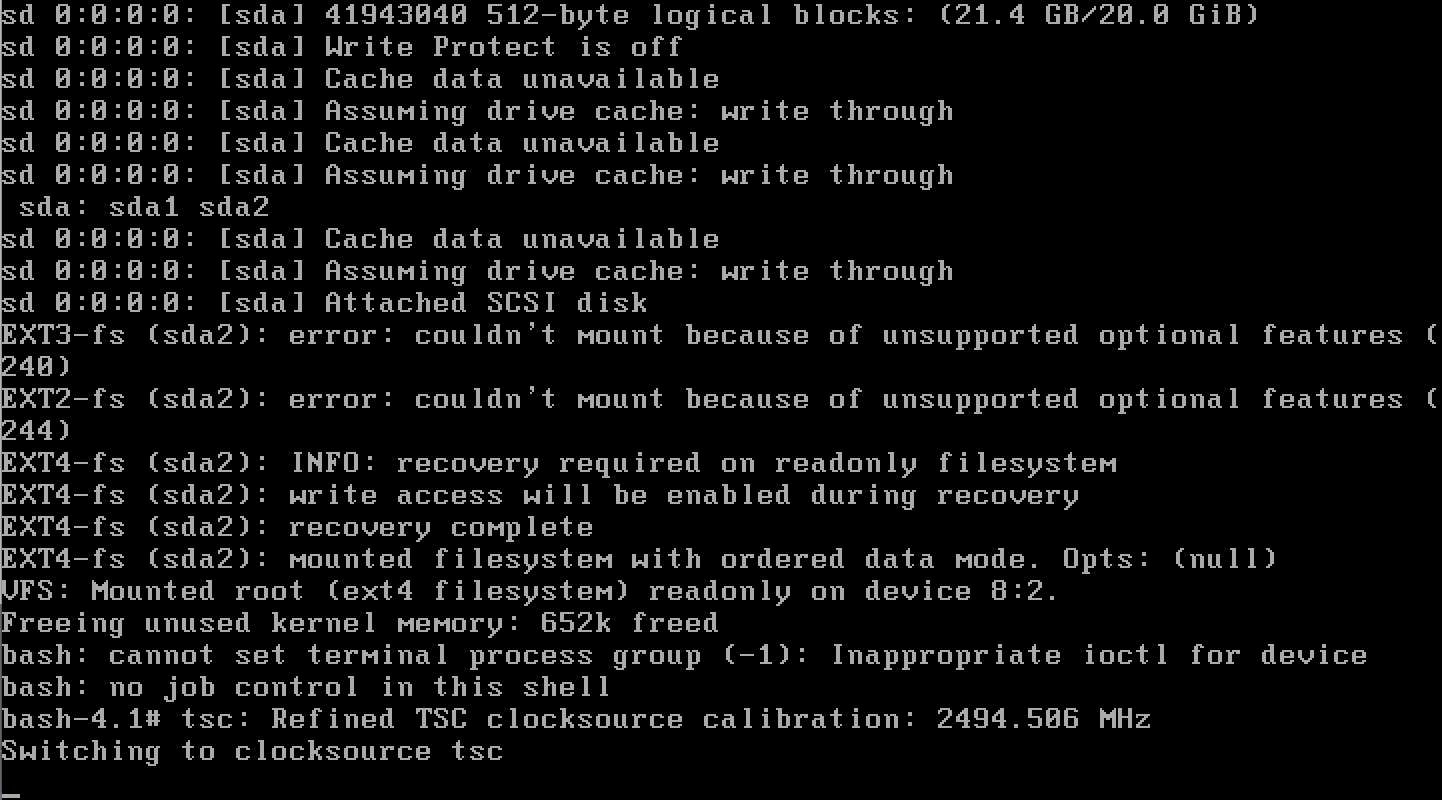 sd 0:0:0:0: [sda] 41943040 512-byte logical blocks: (21.4 GB/20.0 GiB)
sd 0:0:0:0: [sda] Write Protect is off
sd 0:0:0:0: [sda] Cache data unavailable
sd 0:0:0:0: [sda] Assuming drive cache: write through
sd 0:0:0:0: [sda] Cache data unavailable
sd 0:0:0:0: [sda] Assuming drive cache: write through
 sda: sda1 sda2
sd 0:0:0:0: [sda] Cache data unavailable
sd 0:0:0:0: [sda] Assuming drive cache: write through
sd 0:0:0:0: [sda] Attached SCSI disk
EXT3-fs (sda2): error: couldn't mount because of unsupported optional features (
240)
EXT2-fs (sda2): error: couldn't mount because of unsupported optional features (
244)
EXT4-fs (sda2): INFO: recovery required on readonly filesystem
EXT4-fs (sda2): write access will be enabled during recovery
EXT4-fs (sda2): recovery complete
EXT4-fs (sda2): mounted filesystem with ordered data mode. Opts: (null)
VFS: Mounted root (ext4 filesystem) readonly on device 8:2.
Freeing unused kernel memory: 652k freed
bash: cannot set terminal process group (-1): Inappropriate ioctl for device
bash: no job control in this shell
bash-4.1# tsc: Refined TSC clocksource calibration: 2494.506 MHz
Switching to clocksource tsc